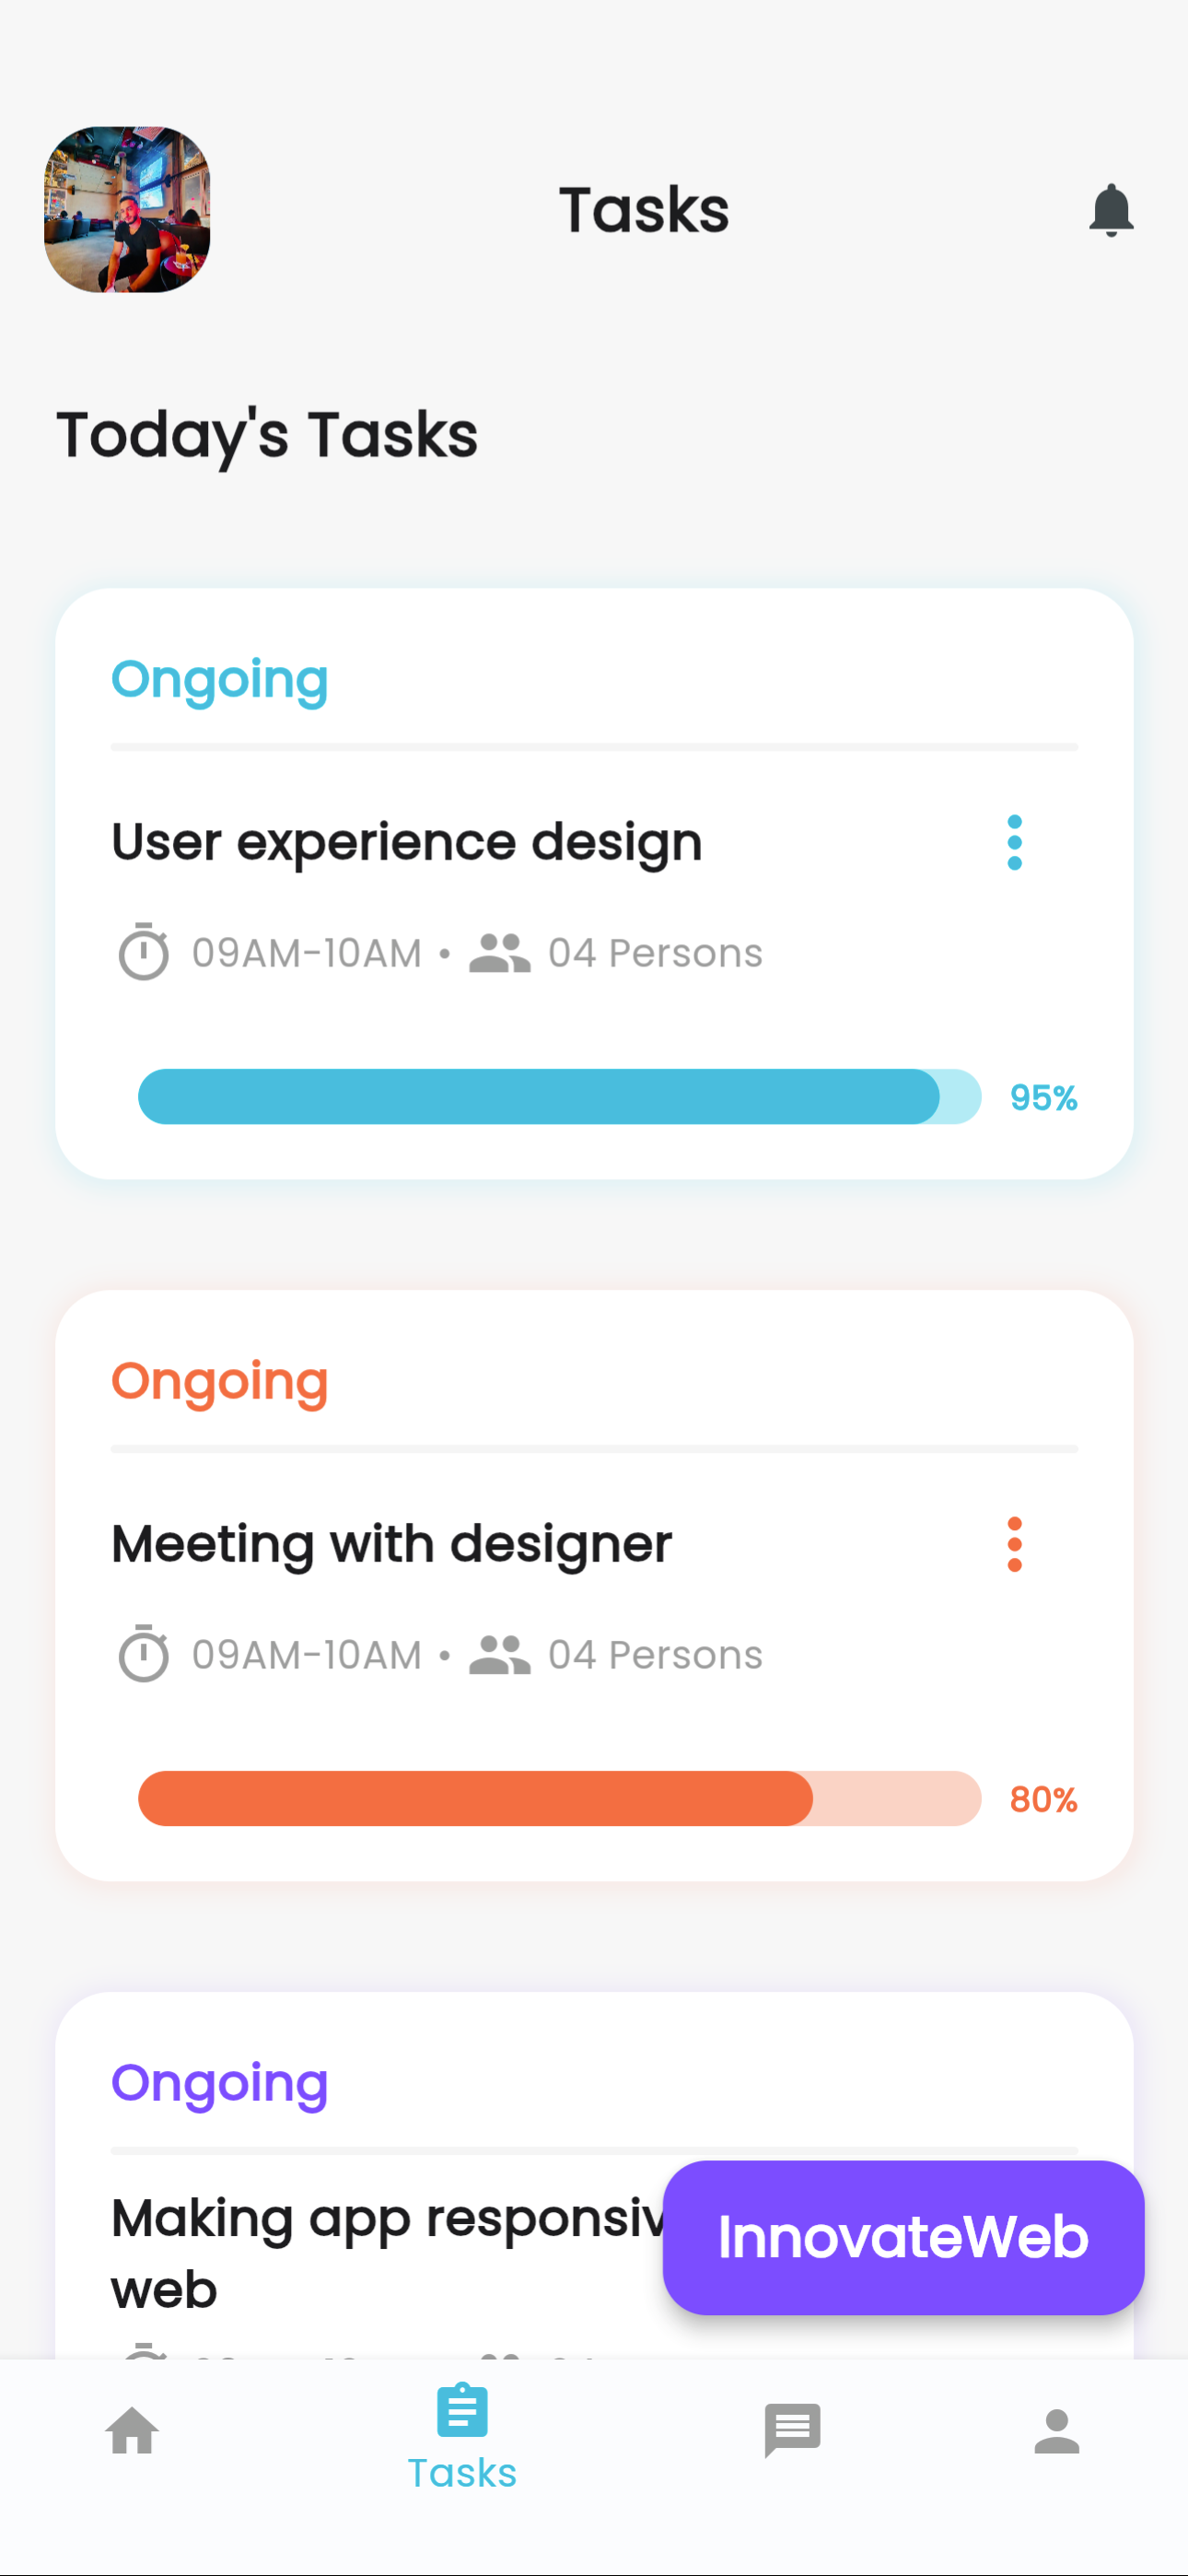 Tasks
Today's Tasks
Ongoing
User experience design
09AM-10AM • 04 Persons
95%
Ongoing
Meeting with designer
09AM-10AM • 04 Persons
80%
Ongoing
Making app responsiv
web
InnovateWeb
Tasks